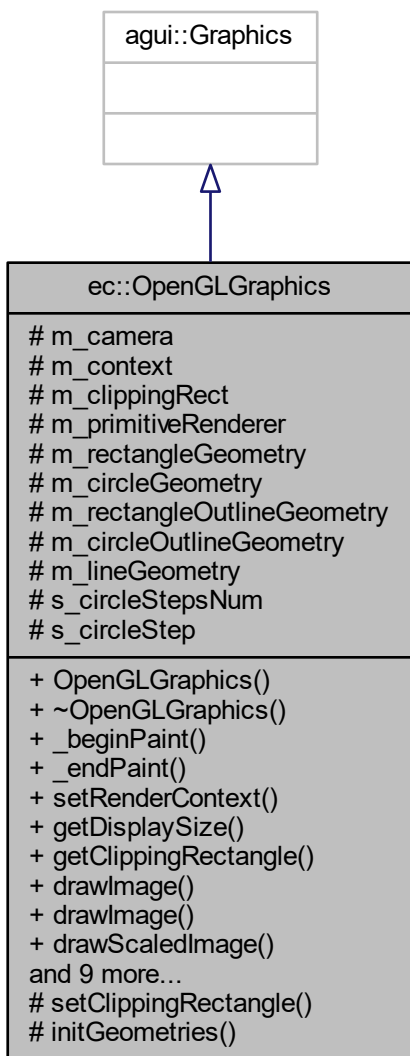 agui::Graphics
ec::OpenGLGraphics
# m_camera
# m_context
# m_clippingRect
# m_primitiveRenderer
# m_rectangleGeometry
# m_circleGeometry
# m_rectangleOutlineGeometry
# m_circleOutlineGeometry
# m_lineGeometry
# s_circleStepsNum
# s_circleStep
+ OpenGLGraphics()
+ ~OpenGLGraphics()
+ _beginPaint()
+ _endPaint()
+ setRenderContext()
+ getDisplaySize()
+ getClippingRectangle()
+ drawImage()
+ drawImage()
+ drawScaledImage()
and 9 more...
# setClippingRectangle()
# initGeometries()